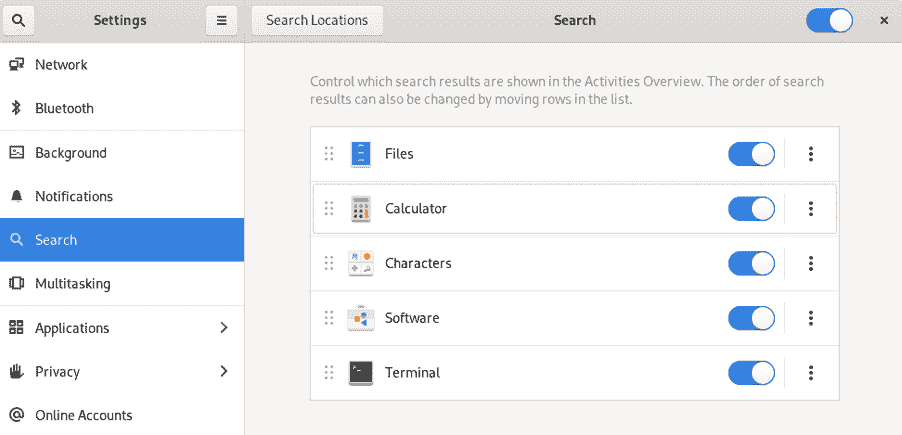 Settings
Search Locations
Search
Network
Bluetooth
Background
Notifications
Search
Multitasking
Applications
Privacy
Online Accounts
Control which search results are shown in the Activities Overview. The order of search
results can also be changed by moving rows in the list.
Files
Calculator
Characters
Software
Terminal